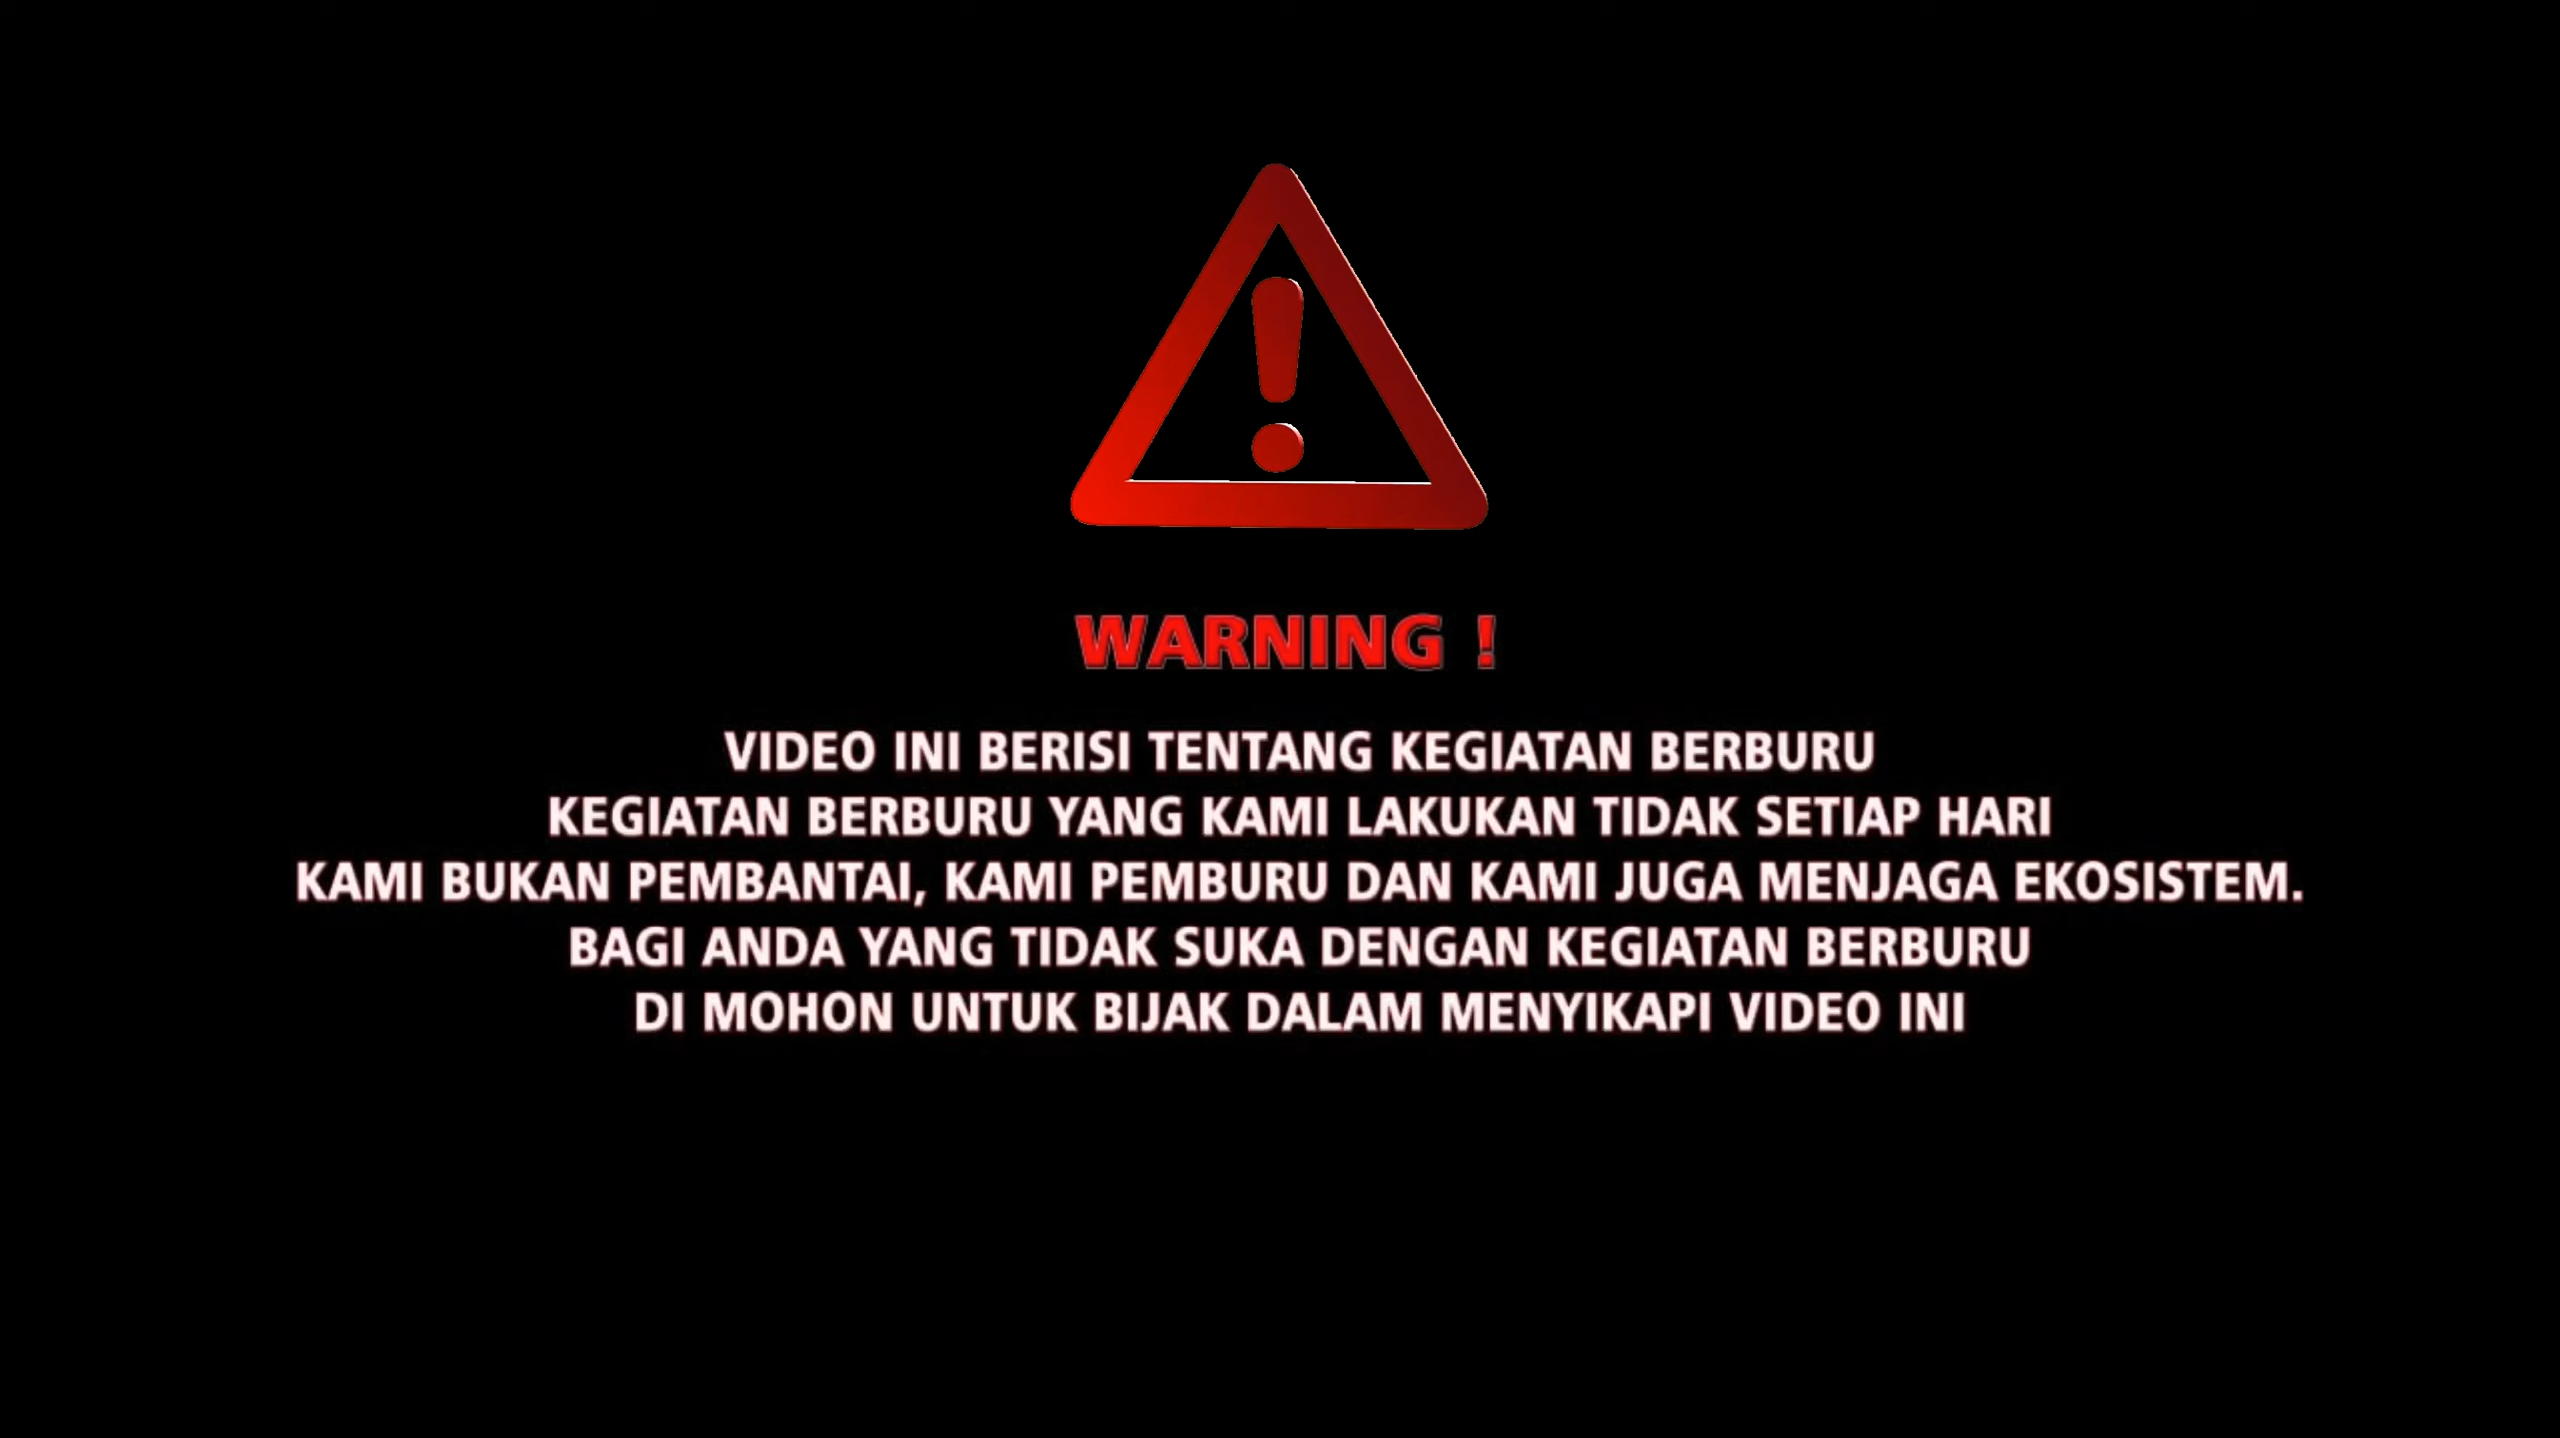 WARNING !
VIDEO INI BERISI TENTANG KEGIATAN BERBURU
KEGIATAN BERBURU YANG KAMI LAKUKAN TIDAK SETIAP HARI
KAMI BUKAN PEMBANTAI, KAMI PEMBURU DAN KAMI JUGA MENJAGA EKOSISTEM.
BAGI ANDA YANG TIDAK SUKA DENGAN KEGIATAN BERBURU
DI MOHON UNTUK BIJAK DALAM MENYIKAPI VIDEO INI